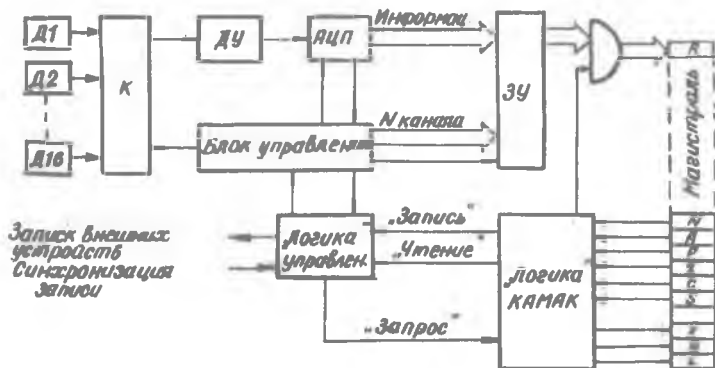 Д1
Д2
Д16
К
ДУ
АЦП
Информац
ЗУ
R
Магистраль
Блок управлен
N канала
Записк внешних
устройств
Синхронизация
записи
Логика
управлен.
„Запись"
„Чтение"
„Запрос"
„Логика
КАМАК"
N